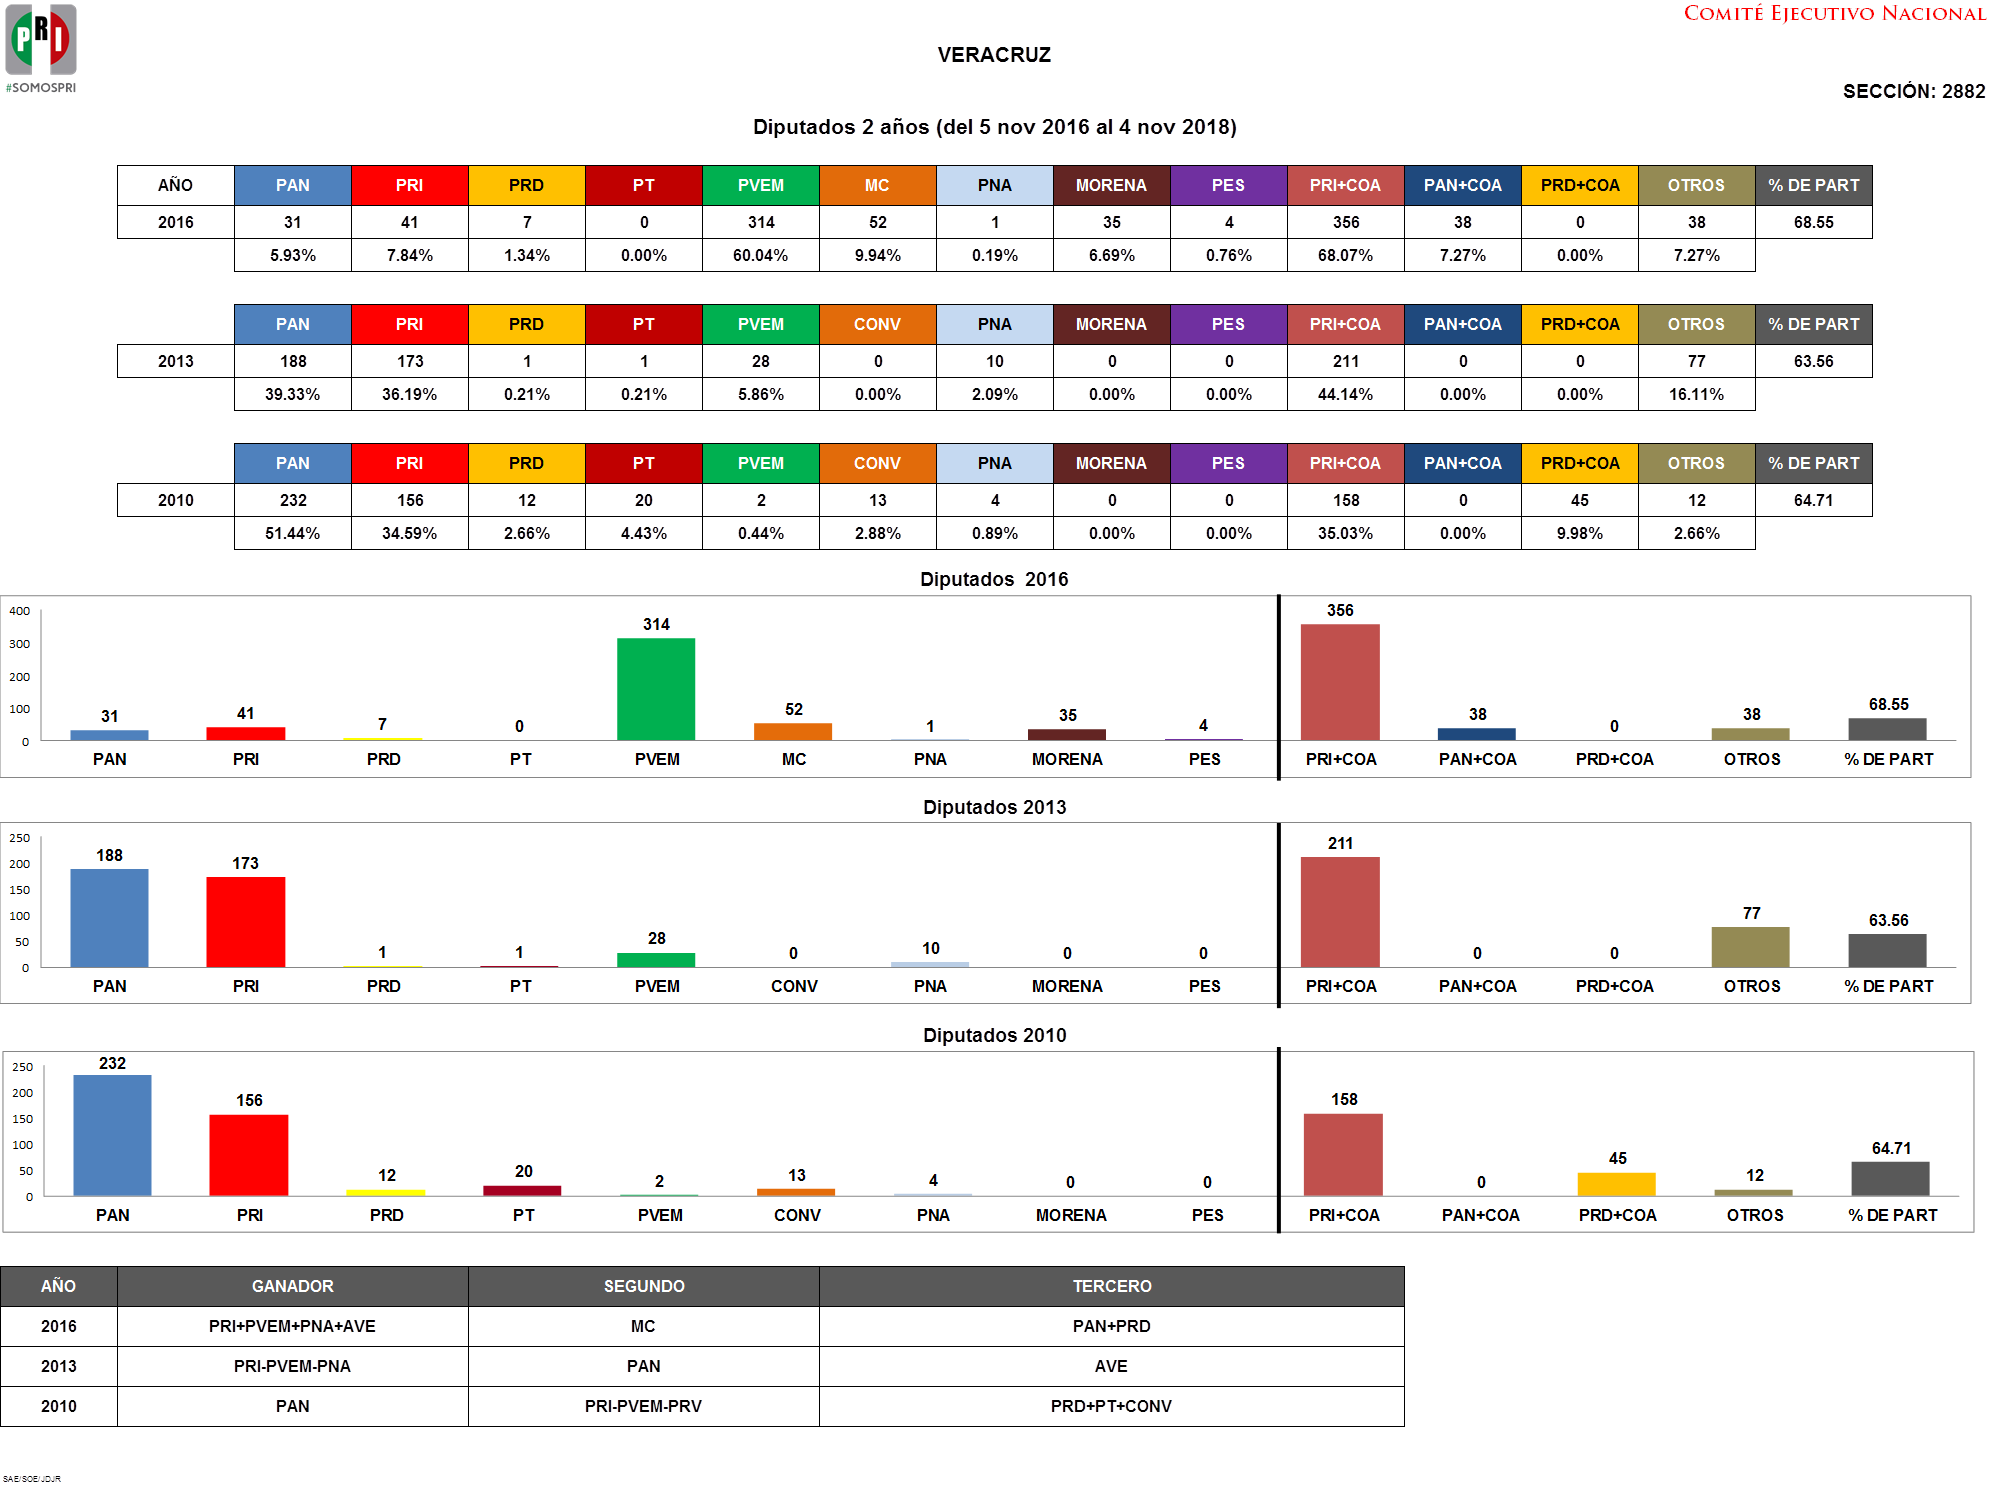 PRI
#SOMOSPRI
COMITÉ EJECUTIVO NACIONAL
VERACRUZ
SECCIÓN: 2882
Diputados 2 años (del 5 nov 2016 al 4 nov 2018)
AÑO PAN PRI PRD PT PVEM MC PNA MORENA PES PRI+COA PAN+COA PRD+COA OTROS % DE PART
2016 31 41 7 0 314 52 1 35 4 356 38 0 38 68.55
5.93% 7.84% 1.34% 0.00% 60.04% 9.94% 0.19% 6.69% 0.76% 68.07% 7.27% 0.00% 7.27%
PAN PRI PRD PT PVEM CONV PNA MORENA PES PRI+COA PAN+COA PRD+COA OTROS % DE PART
2013 188 173 1 1 28 0 10 0 0 211 0 0 77 63.56
39.33% 36.19% 0.21% 0.21% 5.86% 0.00% 2.09% 0.00% 0.00% 44.14% 0.00% 0.00% 16.11%
PAN PRI PRD PT PVEM CONV PNA MORENA PES PRI+COA PAN+COA PRD+COA OTROS % DE PART
2010 232 156 12 20 2 13 4 0 0 158 0 45 12 64.71
51.44% 34.59% 2.66% 4.43% 0.44% 2.88% 0.89% 0.00% 0.00% 35.03% 0.00% 9.98% 2.66%
Diputados 2016
400
300
200
100
0
31 41 7 0 314 52 1 35 4 356 38 0 38 68.55
PAN PRI PRD PT PVEM MC PNA MORENA PES PRI+COA PAN+COA PRD+COA OTROS % DE PART
Diputados 2013
250
200
150
100
50
0
188 173 1 1 28 0 10 0 0 211 0 0 77 63.56
PAN PRI PRD PT PVEM CONV PNA MORENA PES PRI+COA PAN+COA PRD+COA OTROS % DE PART
Diputados 2010
250
200
150
100
50
0
232 156 12 20 2 13 4 0 0 158 0 45 12 64.71
PAN PRI PRD PT PVEM CONV PNA MORENA PES PRI+COA PAN+COA PRD+COA OTROS % DE PART
AÑO GANADOR SEGUNDO TERCERO
2016 PRI+PVEM+PNA+AVE MC PAN+PRD
2013 PRI-PVEM-PNA PAN AVE
2010 PAN PRI-PVEM-PRV PRD+PT+CONV
SAE/SOE/JDJR